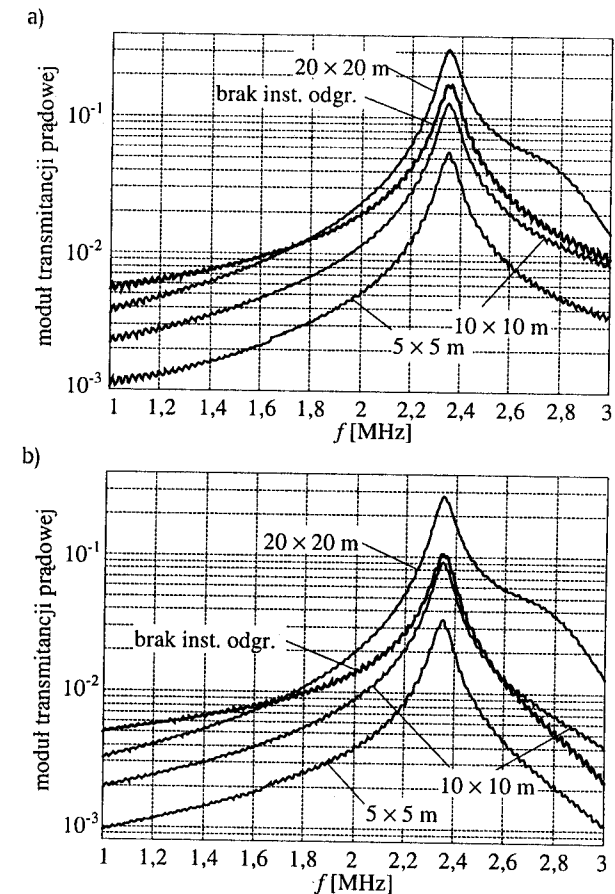 a)
moduł transmitancji prądowej
10⁻¹
10⁻²
10⁻³
20 × 20 m
brak inst. odgr.
10 × 10 m
5 × 5 m
1 1,4 1,6 1,8 2 2,2 2,4 2,6 2,8 3
f [MHz]
b)
moduł transmitancji prądowej
10⁻¹
10⁻²
10⁻³
20 × 20 m
brak inst. odgr.
10 × 10 m
5 × 5 m
1 1,2 1,4 1,6 1,8 2 2,2 2,4 2,6 2,8 3
f [MHz]